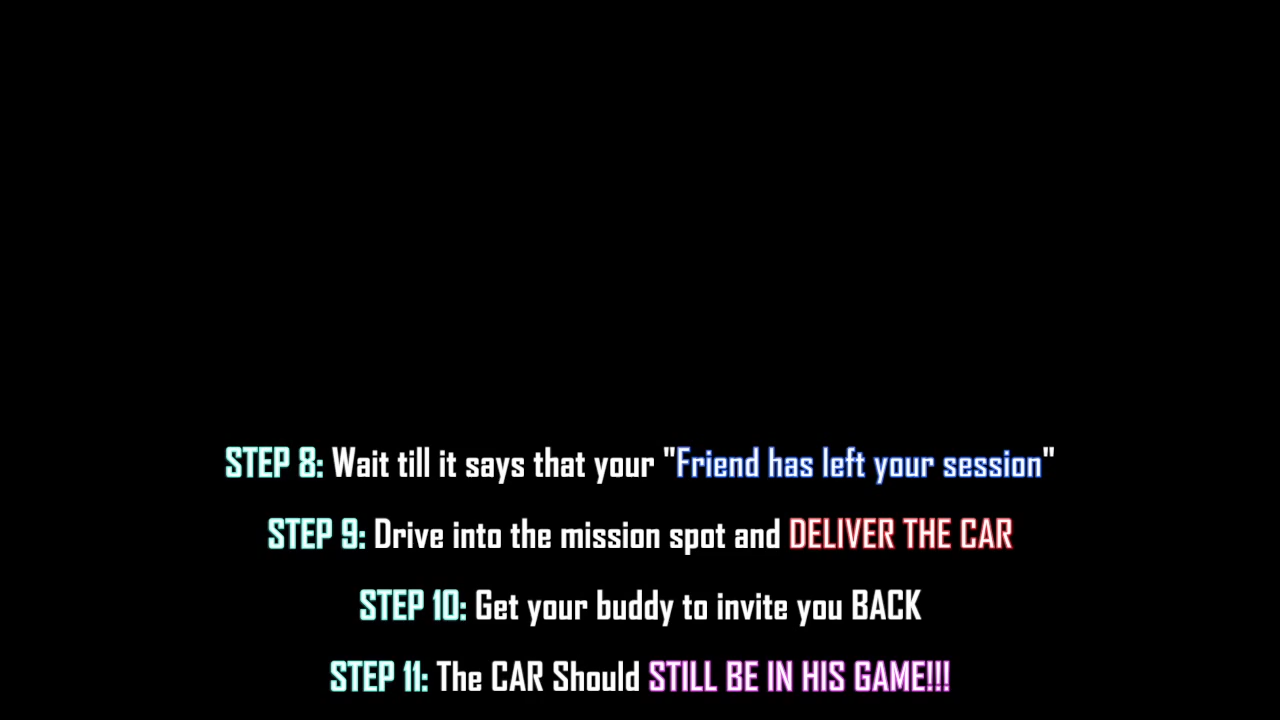 STEP 8: Wait till it says that your "Friend has left your session"
STEP 9: Drive into the mission spot and DELIVER THE CAR
STEP 10: Get your buddy to invite you BACK
STEP 11: The CAR Should STILL BE IN HIS GAME!!!